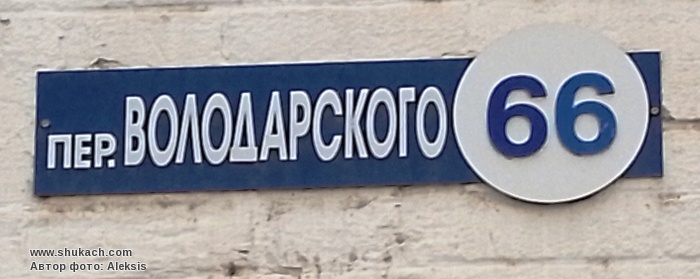 ПЕР. ВОЛОДАРСКОГО 66
www.shukach.com
Автор фото: Aleksis